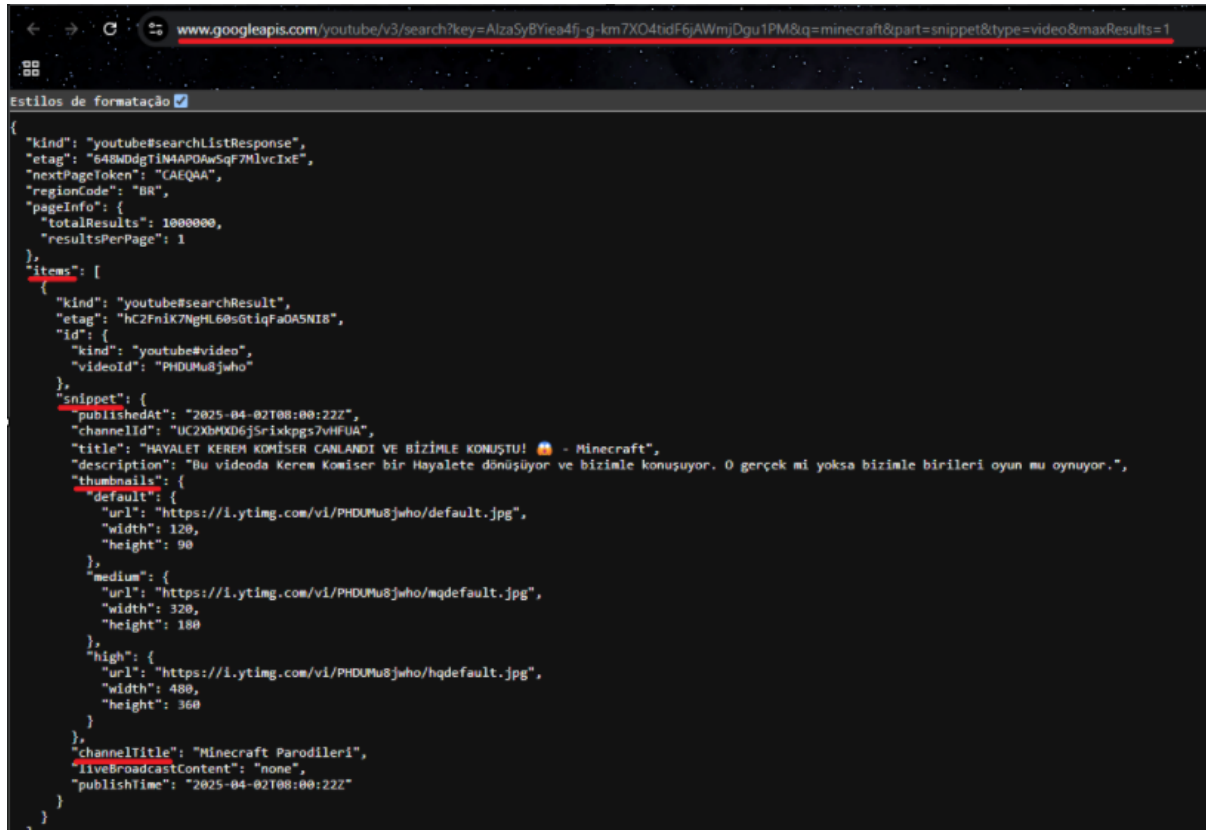 www.googleapis.com/youtube/v3/search?key=AIzaSyBYiea4fj-g-km7XO4tidF6jAWmjDgu1PM&q=minecraft&part=snippet&type=video&maxResults=1
Estilos de formatação
{
"kind": "youtube#searchListResponse",
"etag": "648WDdgTiN4APDAwSqF7MlvcIxE",
"nextPageToken": "CAEQAA",
"regionCode": "BR",
"pageInfo": {
"totalResults": 1000000,
"resultsPerPage": 1
},
"items": [
{
"kind": "youtube#searchResult",
"etag": "hC2FniK7NgHL60sGtiqFaOA5NI8",
"id": {
"kind": "youtube#video",
"videoId": "PHDUMu8jwho"
},
"snippet": {
"publishedAt": "2025-04-02T08:00:22Z",
"channelId": "UC2XbMXD6jSrixkpgs7vHFUA",
"title": "HAYALET KEREM KOMİSER CANLANDI VE BİZİMLE KONUŞTU! 😱 - Minecraft",
"description": "Bu videoda Kerem Komiser bir Hayalete dönüşüyor ve bizimle konuşuyor. O gerçek mi yoksa bizimle birileri oyun mu oynuyor.",
"thumbnails": {
"default": {
"url": "https://i.ytimg.com/vi/PHDUMu8jwho/default.jpg",
"width": 120,
"height": 90
},
"medium": {
"url": "https://i.ytimg.com/vi/PHDUMu8jwho/mqdefault.jpg",
"width": 320,
"height": 180
},
"high": {
"url": "https://i.ytimg.com/vi/PHDUMu8jwho/hqdefault.jpg",
"width": 480,
"height": 360
}
},
"channelTitle": "Minecraft Parodileri",
"liveBroadcastContent": "none",
"publishTime": "2025-04-02T08:00:22Z"
}
}